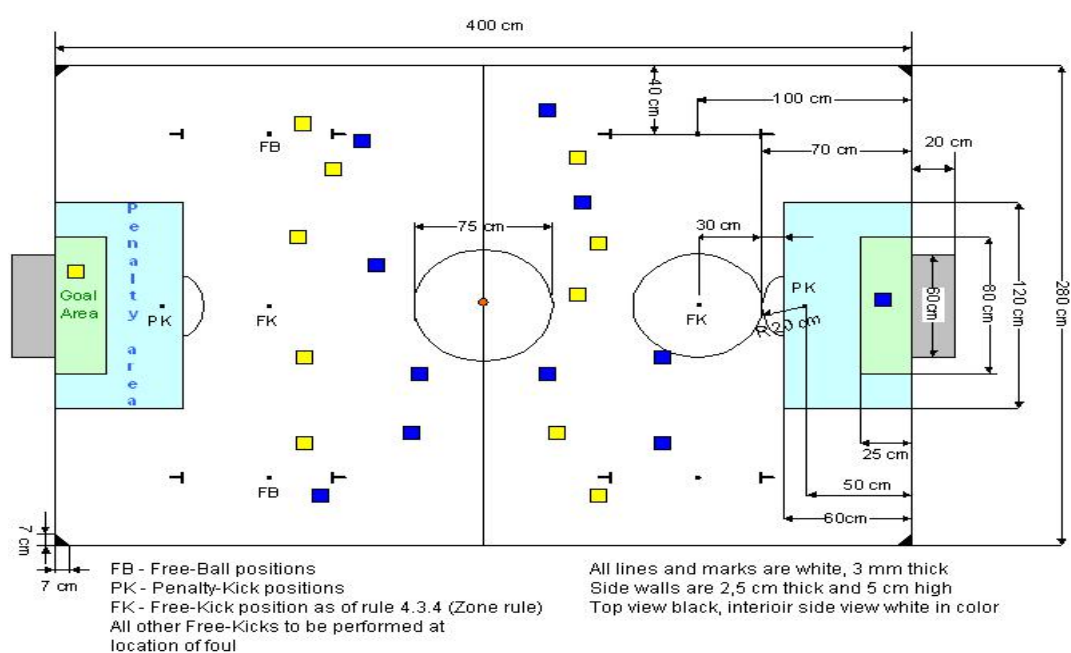 400 cm
40 cm
100 cm
FB
70 cm
20 cm
Penalty area
75 cm
30 cm
Goal
Area
PK
FK
FK
PK
R 20 cm
60cm
80 cm
120 cm
280 cm
25 cm
50 cm
FB
60cm
7 cm
7 cm
FB - Free-Ball positions
PK - Penalty-Kick positions
FK - Free-Kick position as of rule 4.3.4 (Zone rule)
All other Free-Kicks to be performed at
location of foul
All lines and marks are white, 3 mm thick
Side walls are 2,5 cm thick and 5 cm high
Top view black, interioir side view white in color